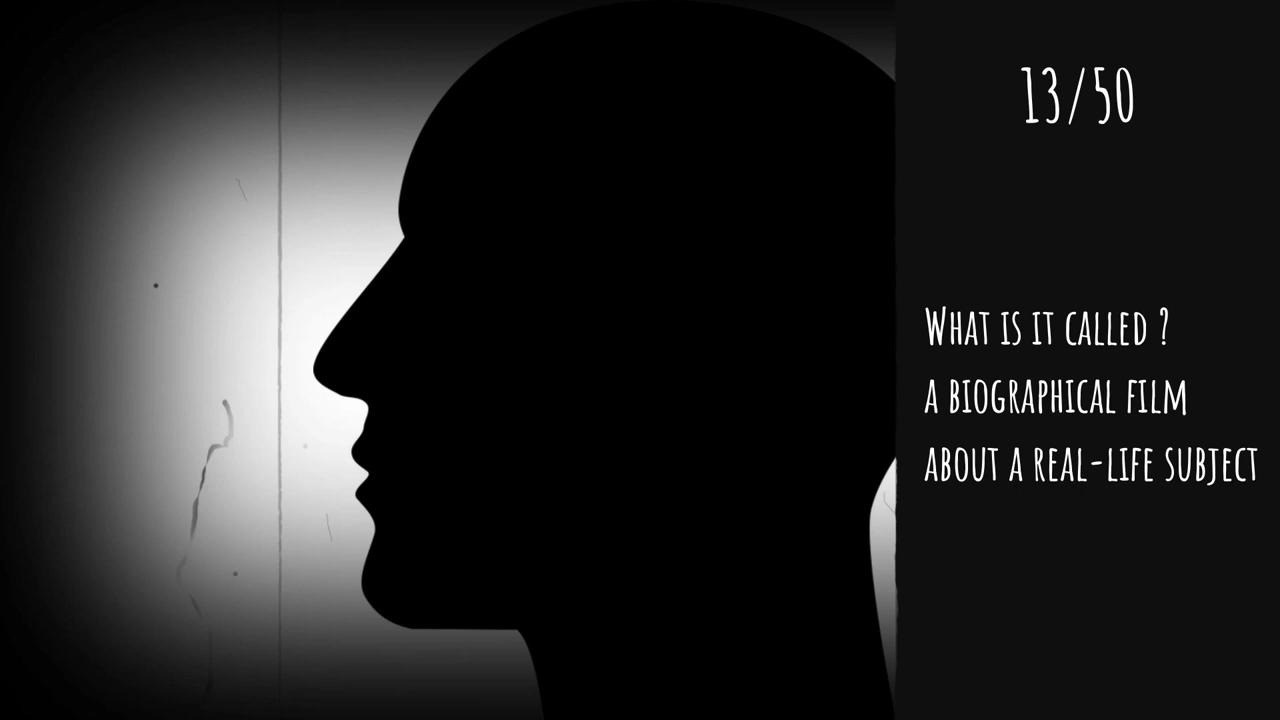 13/50
What is it called ?
a biographical film
about a real-life subject